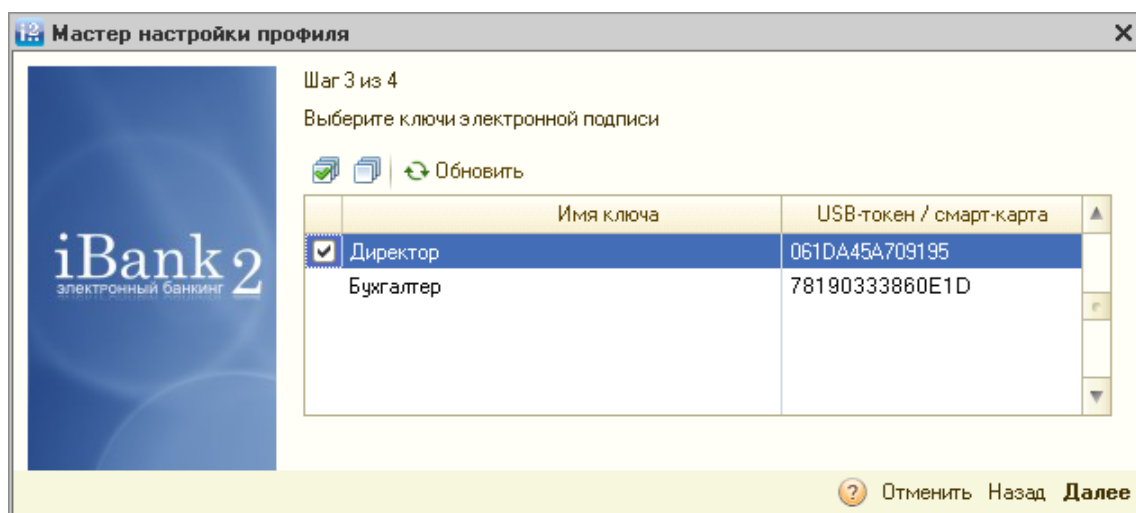 Мастер настройки профиля
Шаг 3 из 4
Выберите ключи электронной подписи
Обновить
Имя ключа USB-токен / смарт-карта
Директор 061DA45A709195
Бухгалтер 78190333860E1D
iBank 2
электронный банкинг
Отменить Назад Далее